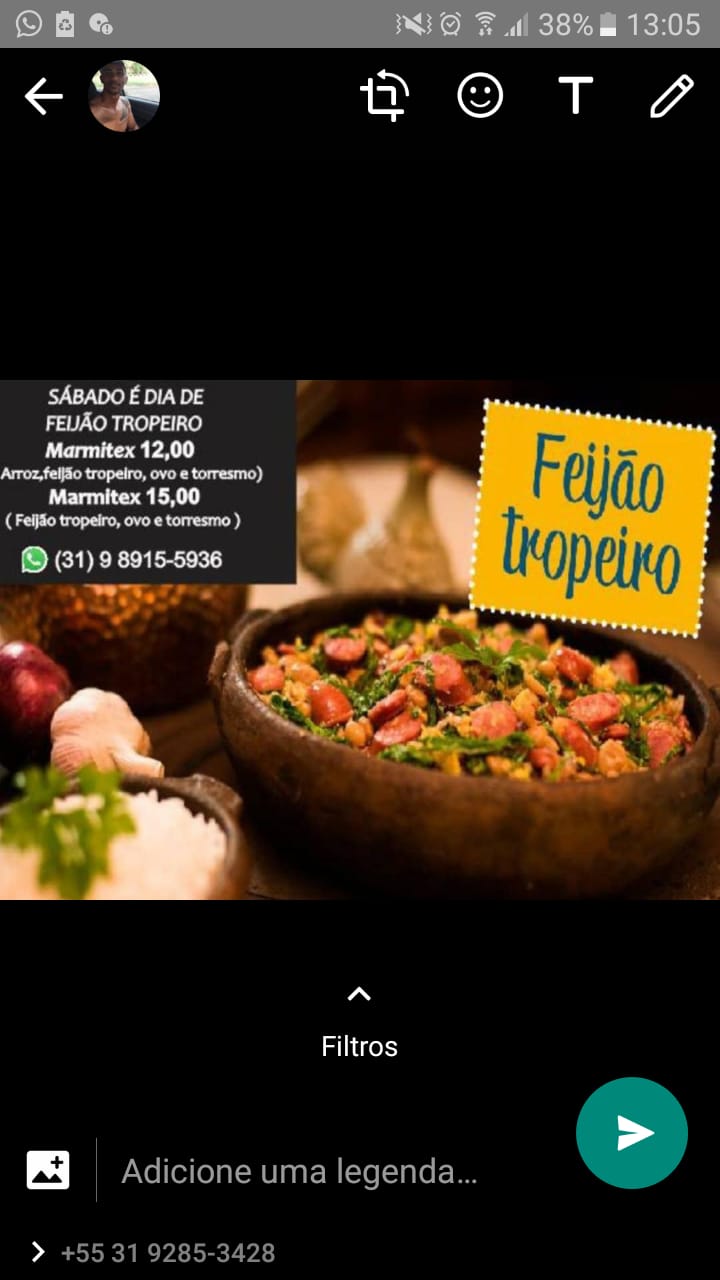 38% 13:05
SÁBADO É DIA DE
FEIJÃO TROPEIRO
Marmitex 12,00
Arroz,feijão tropeiro, ovo e torresmo)
Marmitex 15,00
( Feijão tropeiro, ovo e torresmo )
(31) 9 8915-5936
Feijão
tropeiro
Filtros
Adicione uma legenda...
+55 31 9285-3428